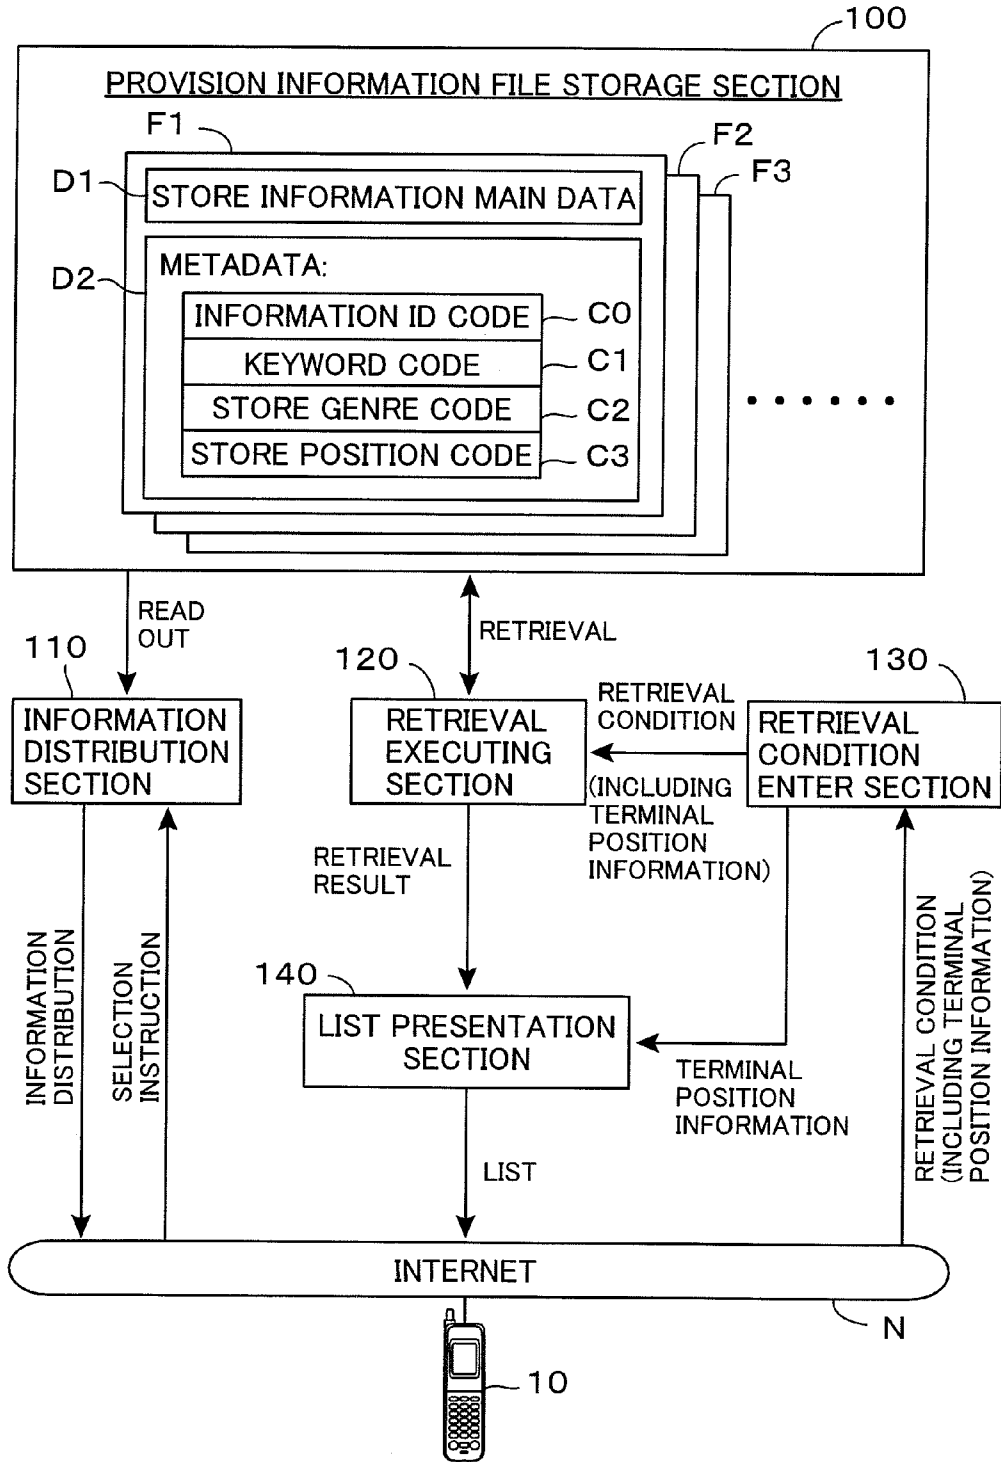 100
PROVISION INFORMATION FILE STORAGE SECTION
F1
F2
F3
D1
STORE INFORMATION MAIN DATA
D2
METADATA:
INFORMATION ID CODE
C0
KEYWORD CODE
C1
STORE GENRE CODE
C2
STORE POSITION CODE
C3
READ
OUT
RETRIEVAL
110
120
130
INFORMATION
DISTRIBUTION
SECTION
RETRIEVAL
EXECUTING
SECTION
RETRIEVAL
CONDITION
(INCLUDING
TERMINAL
POSITION
INFORMATION)
RETRIEVAL
CONDITION
ENTER SECTION
RETRIEVAL
RESULT
INFORMATION
DISTRIBUTION
SELECTION
INSTRUCTION
140
LIST PRESENTATION
SECTION
TERMINAL
POSITION
INFORMATION
RETRIEVAL CONDITION
(INCLUDING TERMINAL
POSITION INFORMATION)
LIST
INTERNET
N
10